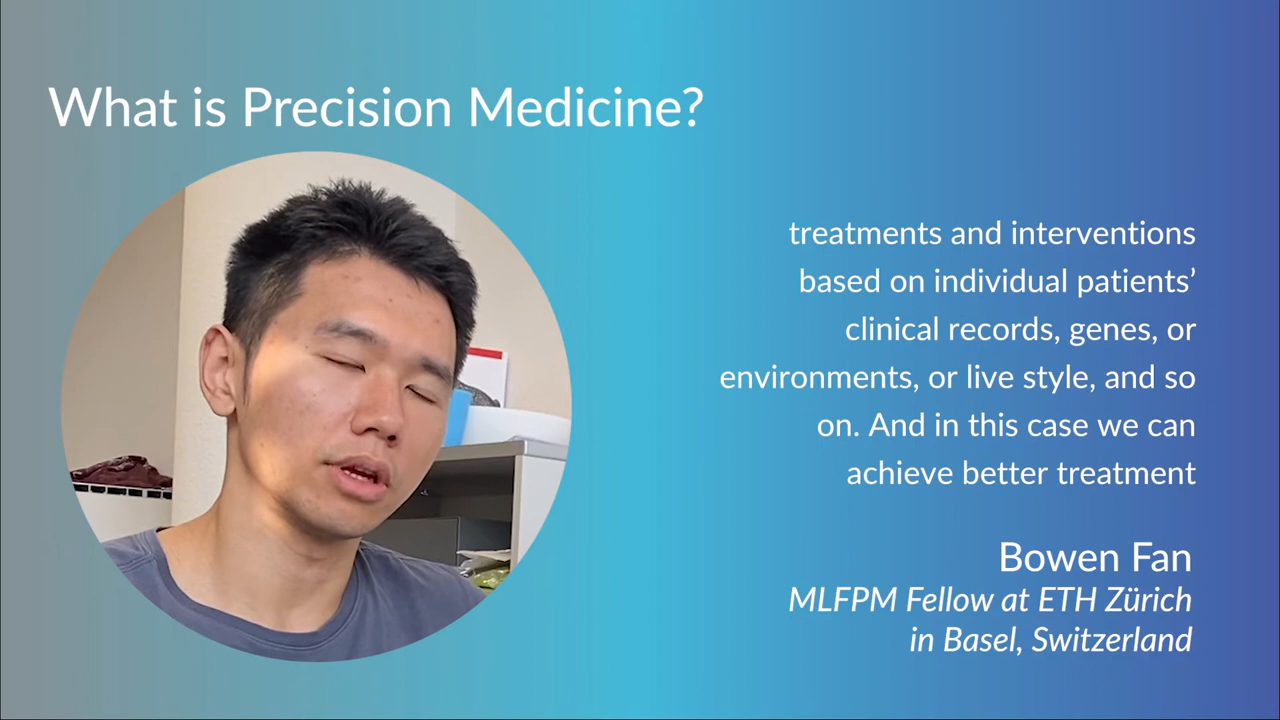 What is Precision Medicine?
treatments and interventions
based on individual patients’
clinical records, genes, or
environments, or live style, and so
on. And in this case we can
achieve better treatment
Bowen Fan
MLFPM Fellow at ETH Zürich
in Basel, Switzerland